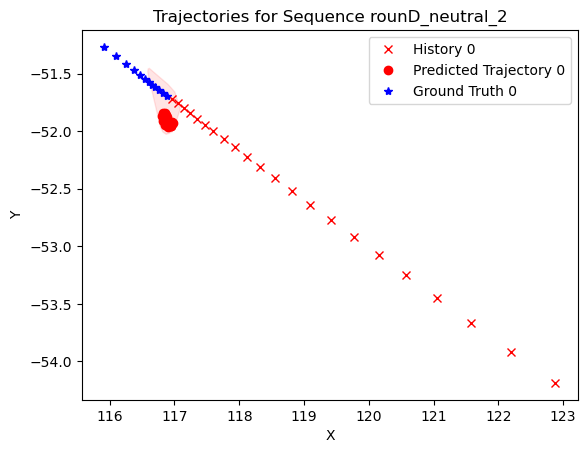 Trajectories for Sequence rounD_neutral_2
History 0
Predicted Trajectory 0
Ground Truth 0
−51.5
−52.0
−52.5
−53.0
−53.5
−54.0
Y
116 117 118 119 120 121 122 123
X